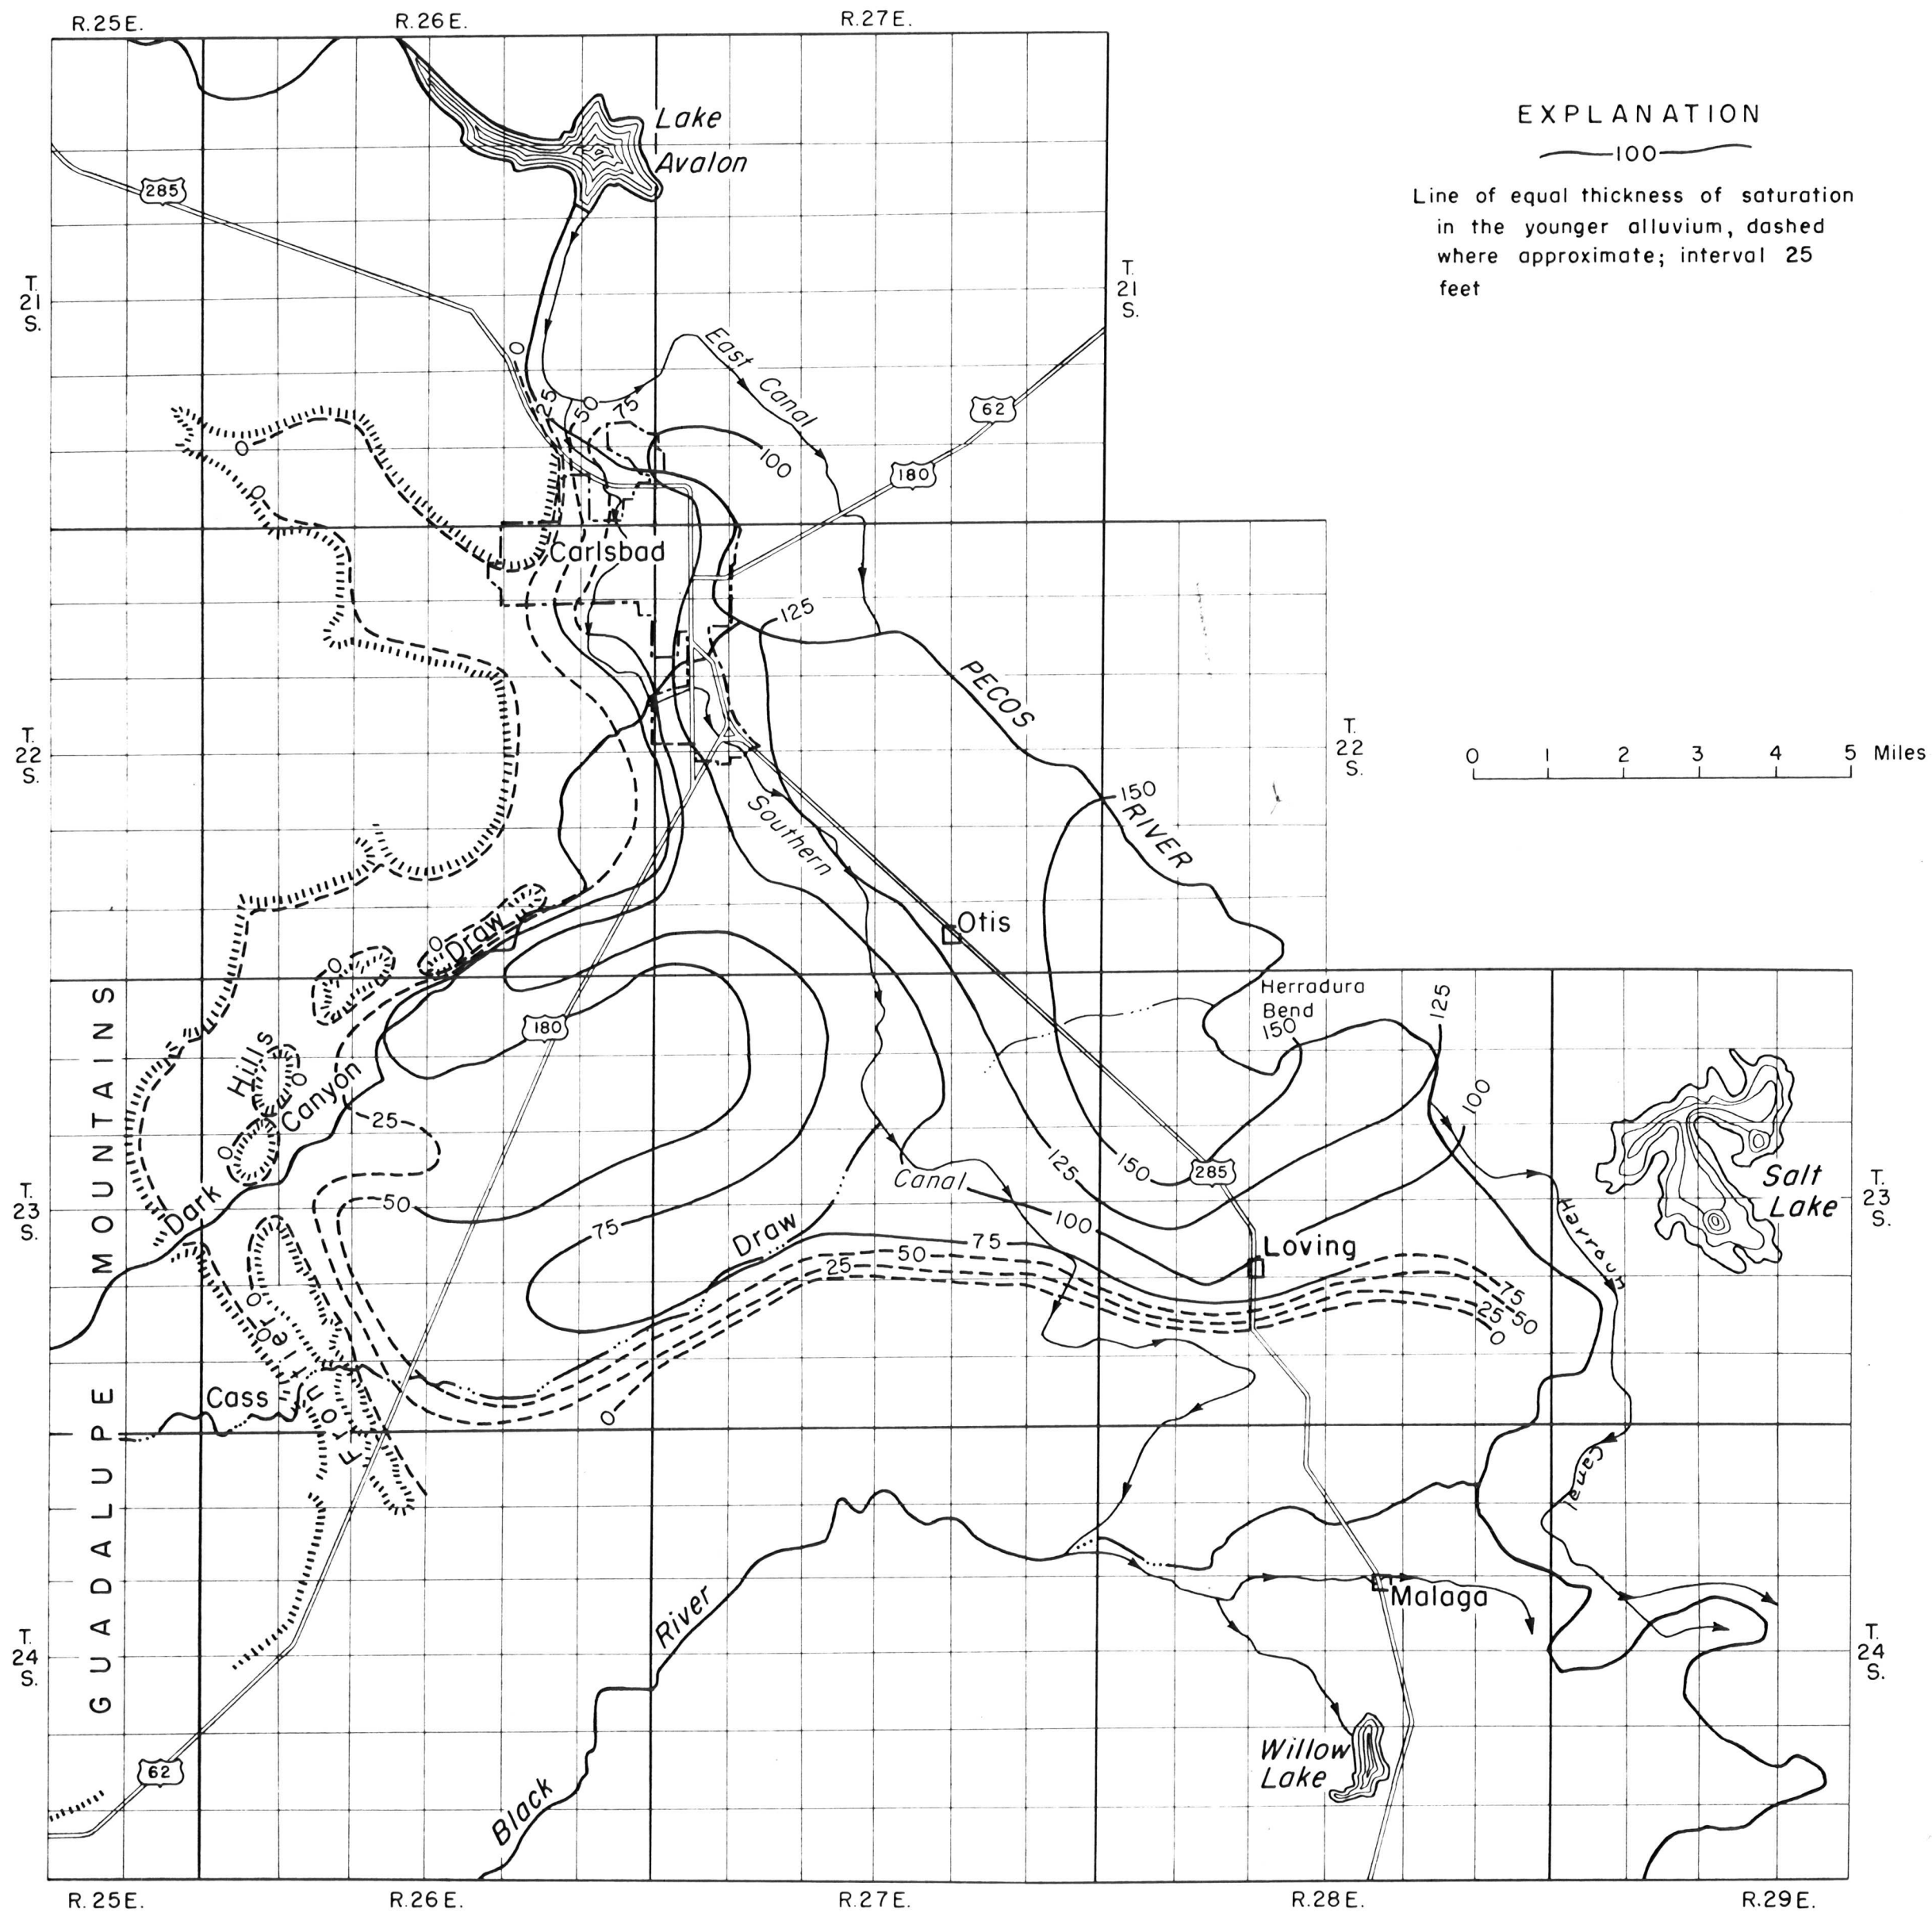 R.25E.
R.26E.
R.27E.
EXPLANATION
100
Line of equal thickness of saturation
in the younger alluvium, dashed
where approximate; interval 25
feet
Lake
Avalon
285
T.
21
S.
T.
21
S.
East Canal
62
180
0
25
50
75
100
0
0
Carlsbad
125
PECOS
RIVER
T.
22
S.
T.
22
S.
0 1 2 3 4 5 Miles
150
Southern
Otis
0
Draw
0
Herradura
Bend
150
125
180
Hills
0
Canyon
25
0
100
125
150
285
Canal
Salt
Lake
Dark
50
T.
23
S.
T.
23
S.
Harroun
75
Draw
100
75
50
25
Loving
75
50
25
0
0
Frontier
0
Cass
0
GUADALUPE MOUNTAINS
Canal
River
Malaga
T.
24
S.
T.
24
S.
62
Black
Willow
Lake
R.25E.
R.26E.
R.27E.
R.28E.
R.29E.